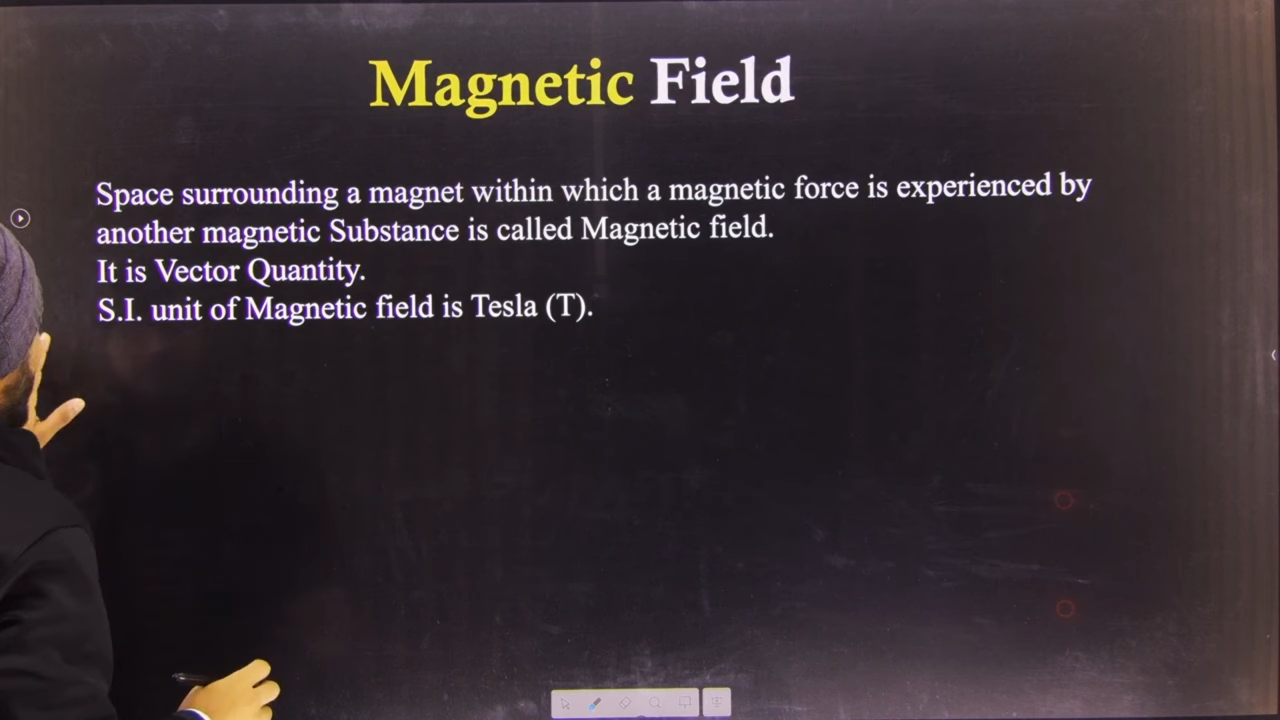 Magnetic Field
Space surrounding a magnet within which a magnetic force is experienced by
another magnetic Substance is called Magnetic field.
It is Vector Quantity.
S.I. unit of Magnetic field is Tesla (T).